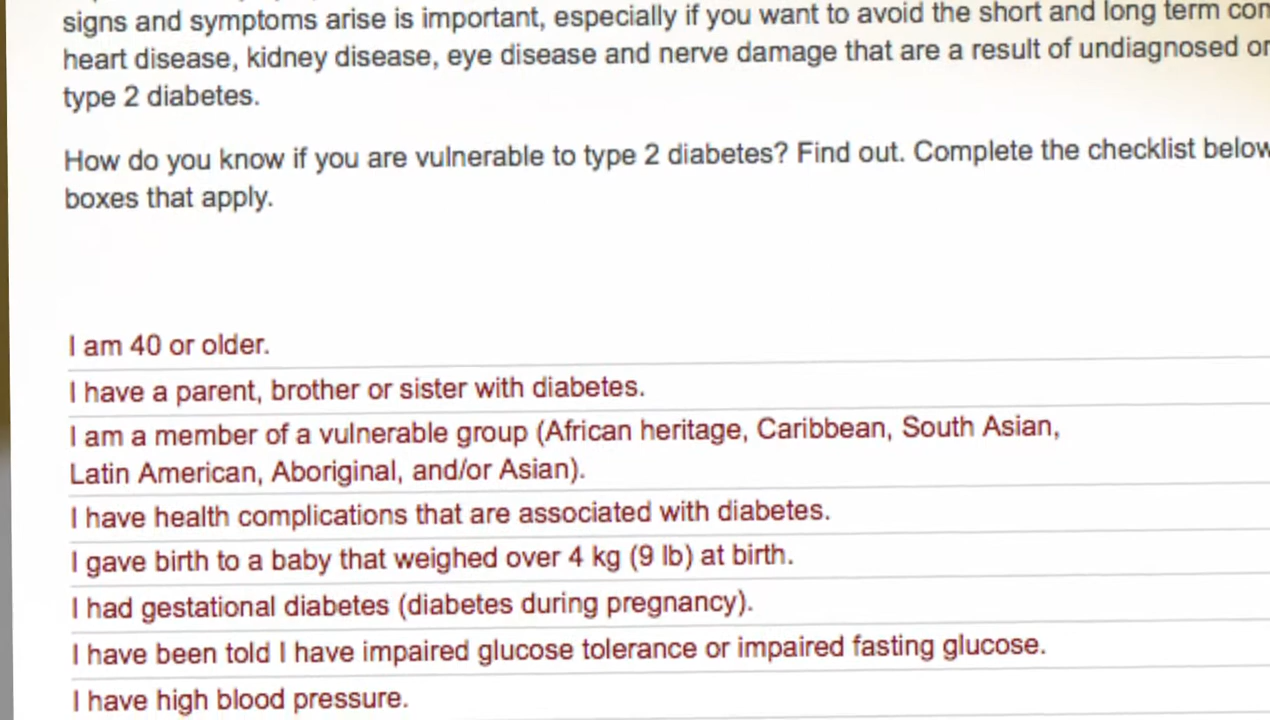 signs and symptoms arise is important, especially if you want to avoid the short and long term
heart disease, kidney disease, eye disease and nerve damage that are a result of undiagnosed or
type 2 diabetes.
How do you know if you are vulnerable to type 2 diabetes? Find out. Complete the checklist below
boxes that apply.
I am 40 or older.
I have a parent, brother or sister with diabetes.
I am a member of a vulnerable group (African heritage, Caribbean, South Asian,
Latin American, Aboriginal, and/or Asian).
I have health complications that are associated with diabetes.
I gave birth to a baby that weighed over 4 kg (9 lb) at birth.
I had gestational diabetes (diabetes during pregnancy).
I have been told I have impaired glucose tolerance or impaired fasting glucose.
I have high blood pressure.